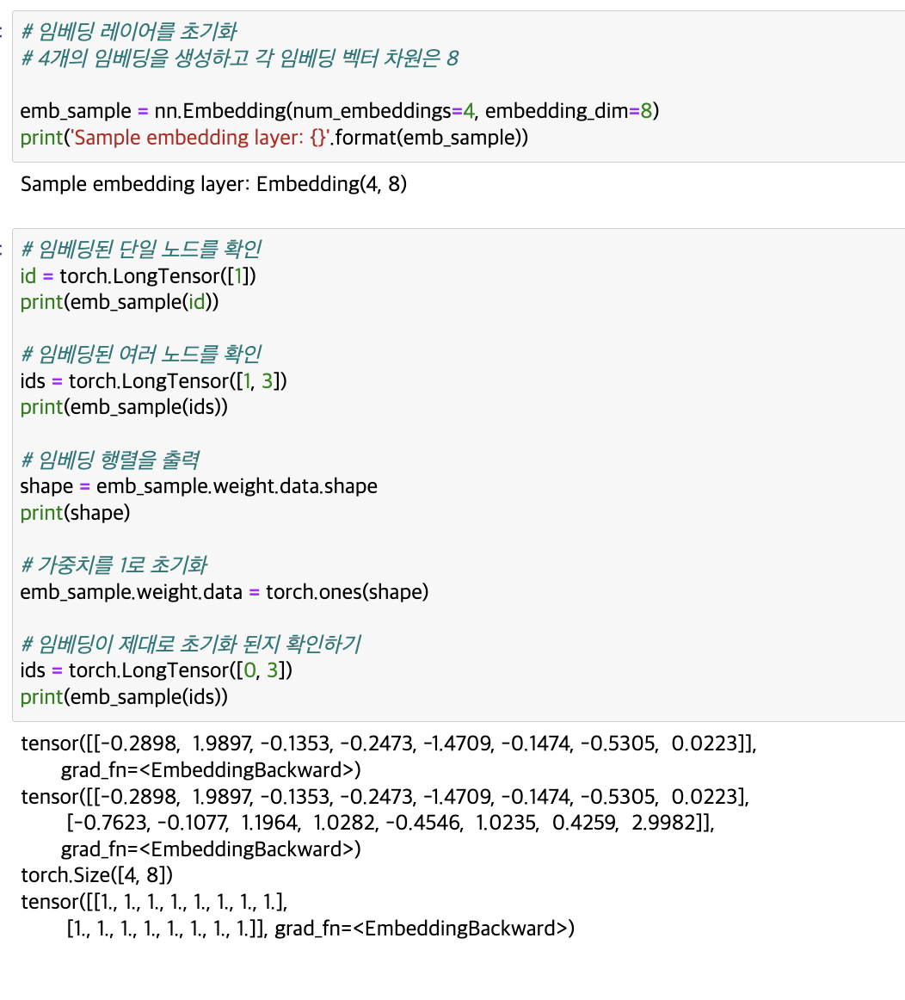 # 임베딩 레이어를 초기화
# 4개의 임베딩을 생성하고 각 임베딩 벡터 차원은 8
emb_sample = nn.Embedding(num_embeddings=4, embedding_dim=8)
print('Sample embedding layer: {}'.format(emb_sample))
Sample embedding layer: Embedding(4, 8)
# 임베딩된 단일 노드를 확인
id = torch.LongTensor([1])
print(emb_sample(id))
# 임베딩된 여러 노드를 확인
ids = torch.LongTensor([1, 3])
print(emb_sample(ids))
# 임베딩 행렬을 출력
shape = emb_sample.weight.data.shape
print(shape)
# 가중치를 1로 초기화
emb_sample.weight.data = torch.ones(shape)
# 임베딩이 제대로 초기화 된지 확인하기
ids = torch.LongTensor([0, 3])
print(emb_sample(ids))
tensor([[-0.2898,  1.9897, -0.1353, -0.2473, -1.4709, -0.1474, -0.5305,  0.0223]],
grad_fn=<EmbeddingBackward>)
tensor([[-0.2898,  1.9897, -0.1353, -0.2473, -1.4709, -0.1474, -0.5305,  0.0223],
[-0.7623, -0.1077,  1.1964,  1.0282, -0.4546,  1.0235,  0.4259,  2.9982]],
grad_fn=<EmbeddingBackward>)
torch.Size([4, 8])
tensor([[1., 1., 1., 1., 1., 1., 1., 1.],
[1., 1., 1., 1., 1., 1., 1., 1.]], grad_fn=<EmbeddingBackward>)